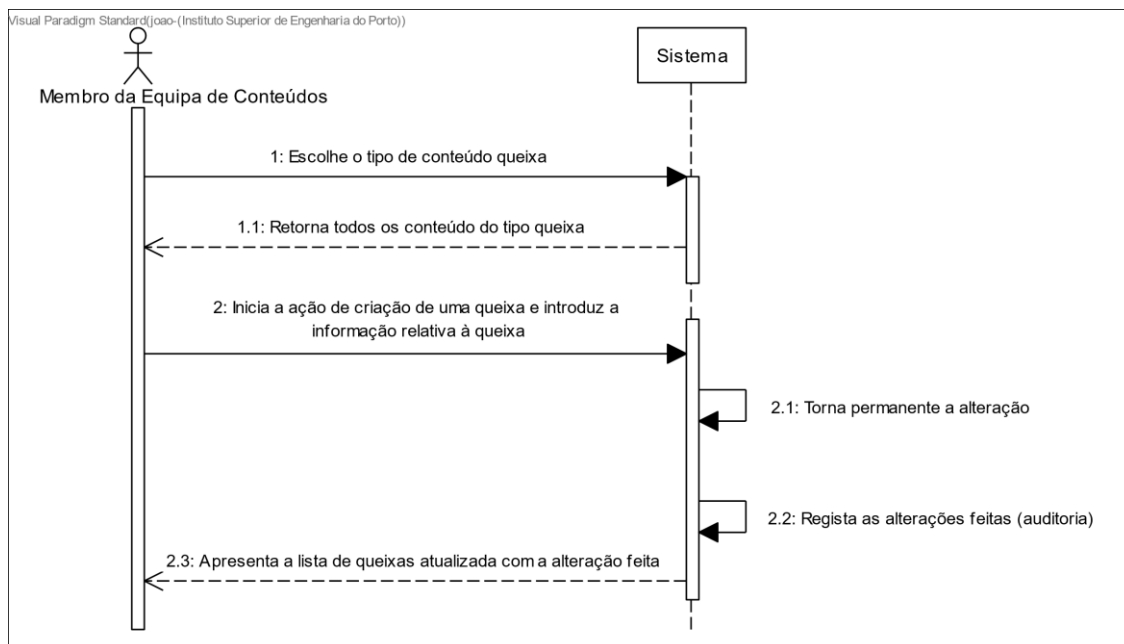 Visual Paradigm Standard(joao-(Instituto Superior de Engenharia do Porto))
Sistema
Membro da Equipa de Conteúdos
1: Escolhe o tipo de conteúdo queixa
1.1: Retorna todos os conteúdo do tipo queixa
2: Inicia a ação de criação de uma queixa e introduz a
informação relativa à queixa
2.1: Torna permanente a alteração
2.2: Regista as alterações feitas (auditoria)
2.3: Apresenta a lista de queixas atualizada com a alteração feita